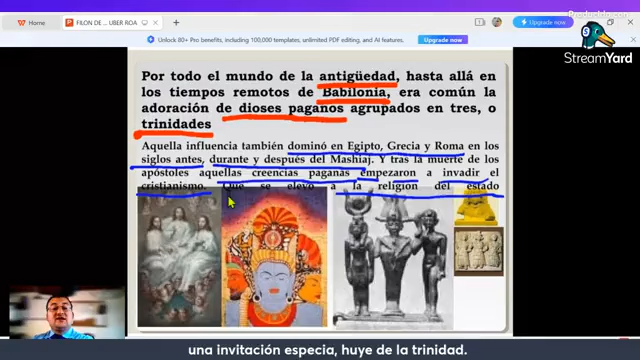 Producido con
StreamYard
Home
FILON DE ... UBER ROA
Upgrade now
Unlock 80+ Pro benefits, including 100,000 templates, unlimited PDF editing, and AI features.
Upgrade now
Por todo el mundo de la antigüedad, hasta allá en
los tiempos remotos de Babilonia, era común la
adoración de dioses paganos agrupados en tres, o
trinidades
Aquella influencia también dominó en Egipto, Grecia y Roma en los
siglos antes, durante y después del Mashiaj. Y tras la muerte de los
apóstoles aquellas creencias paganas empezaron a invadir el
cristianismo. Que se elevo a la religion del estado
una invitación especia, huye de la trinidad.